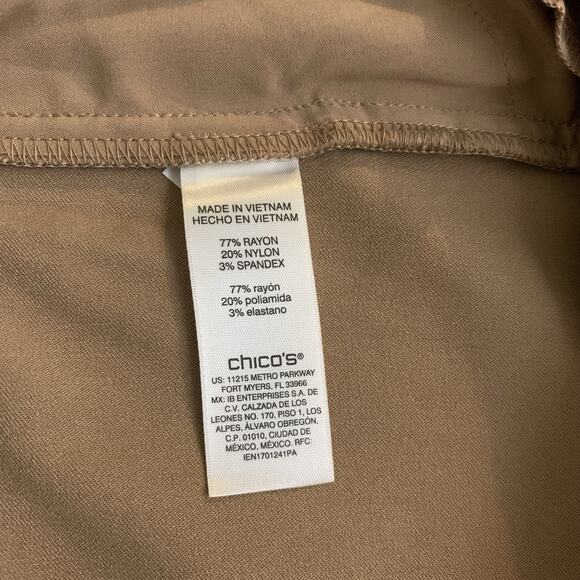 MADE IN VIETNAM
HECHO EN VIETNAM
77% RAYON
20% NYLON
3% SPANDEX
77% rayón
20% poliamida
3% elastano
chico's®
US: 11215 METRO PARKWAY
FORT MYERS, FL 33966
MX: IB ENTERPRISES S.A. DE
C.V. CALZADA DE LOS
LEONES NO. 170, PISO 1, LOS
ALPES, ÁLVARO OBREGÓN,
C.P. 01010, CIUDAD DE
MÉXICO, MÉXICO. RFC:
IEN1701241PA